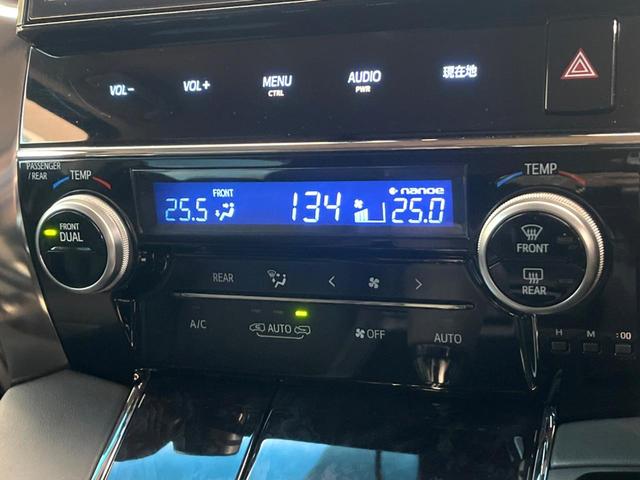 VOL− VOL+ MENU AUDIO 現在地
CTRL PWR
PASSENGER
/REAR
TEMP
FRONT
DUAL
FRONT nanoe
25.5 134 25.0
TEMP
FRONT
REAR
REAR < >
A/C AUTO OFF AUTO
H M :00